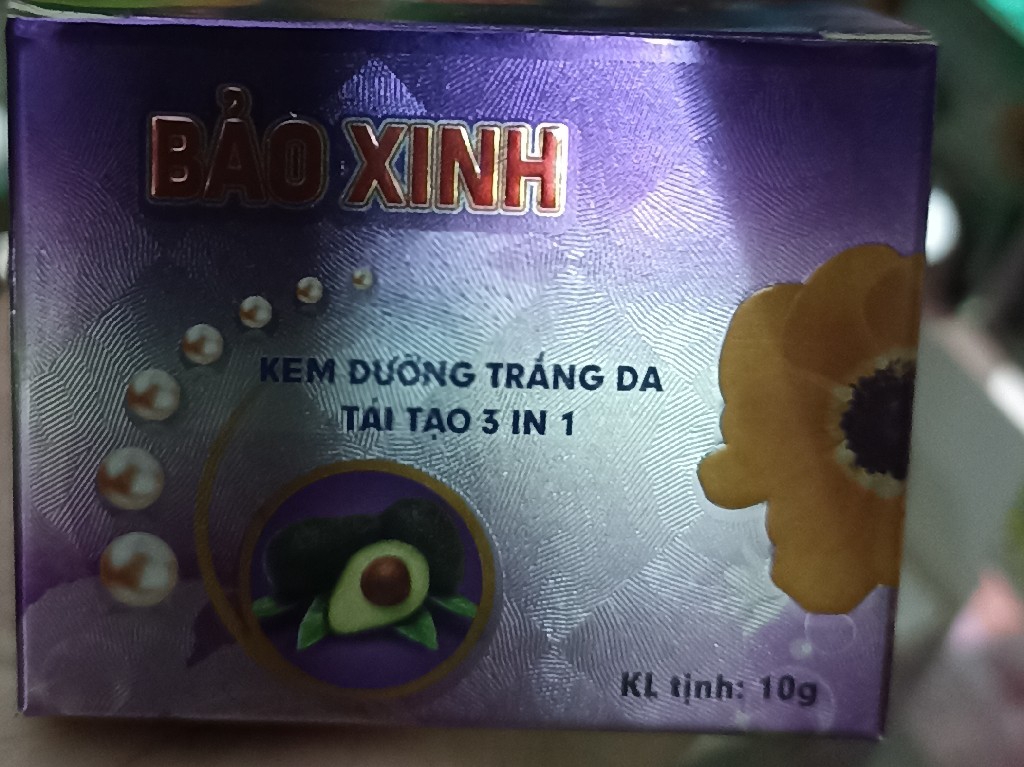 BẢO XINH
KEM DƯỠNG TRẮNG DA
TÁI TẠO 3 IN 1
KL tịnh: 10g